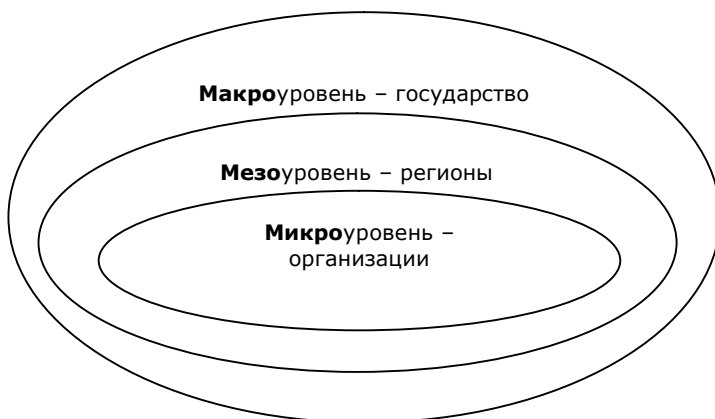 Макроуровень – государство
Мезоуровень – регионы
Микроуровень –
организации